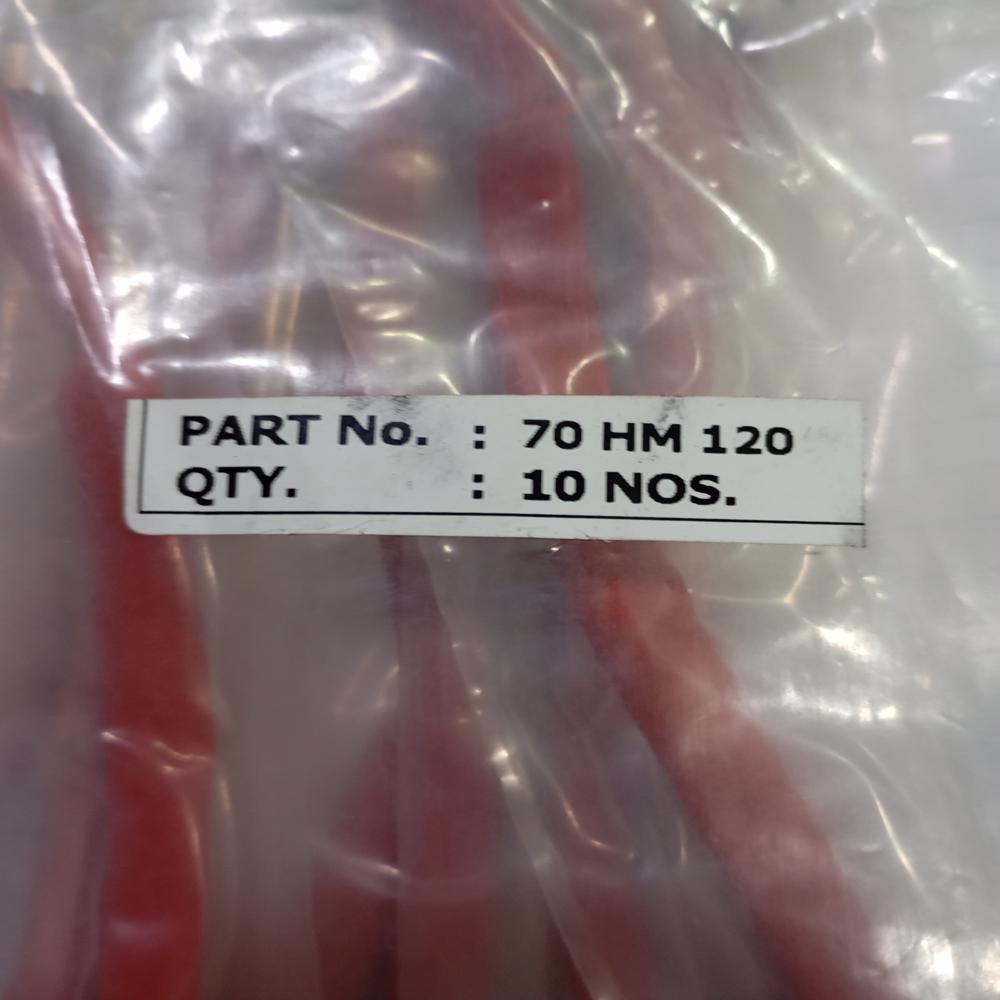 PART No. : 70 HM 120
QTY. : 10 NOS.